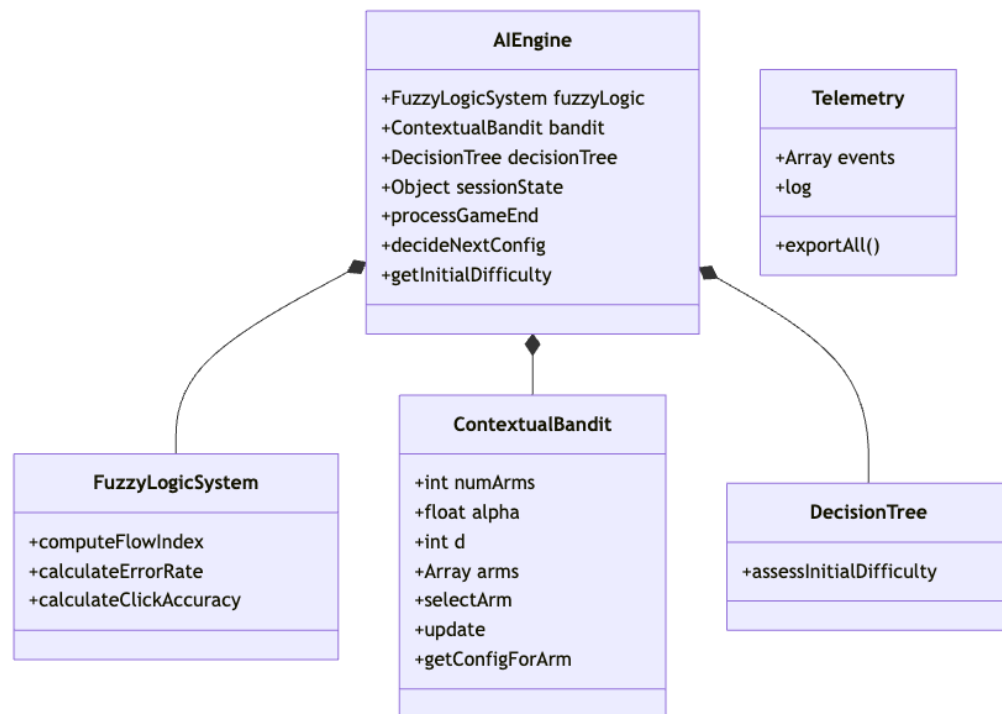 AIEngine
+FuzzyLogicSystem fuzzyLogic
+ContextualBandit bandit
+DecisionTree decisionTree
+Object sessionState
+processGameEnd
+decideNextConfig
+getInitialDifficulty
Telemetry
+Array events
+log
+exportAll()
FuzzyLogicSystem
+computeFlowIndex
+calculateErrorRate
+calculateClickAccuracy
ContextualBandit
+int numArms
+float alpha
+int d
+Array arms
+selectArm
+update
+getConfigForArm
DecisionTree
+assessInitialDifficulty